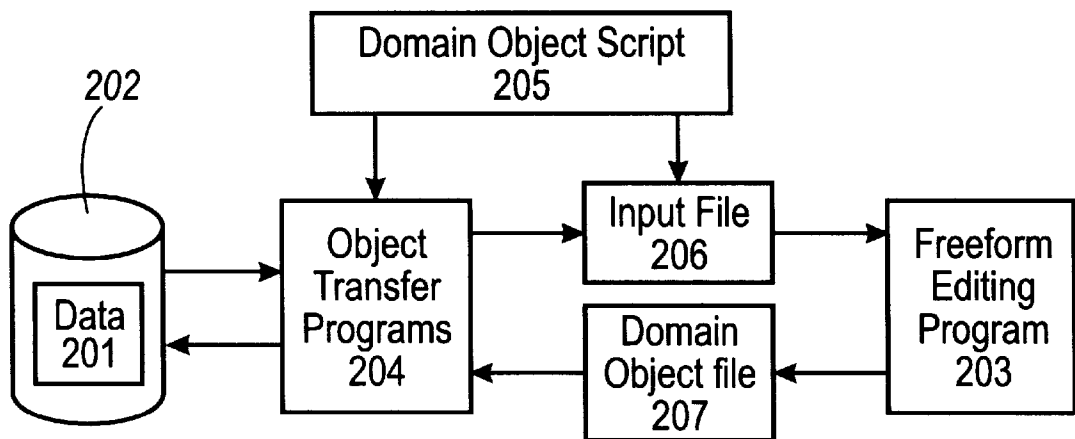 Domain Object Script
205
202
Data
201
Object
Transfer
Programs
204
Input File
206
Domain
Object file
207
Freeform
Editing
Program
203